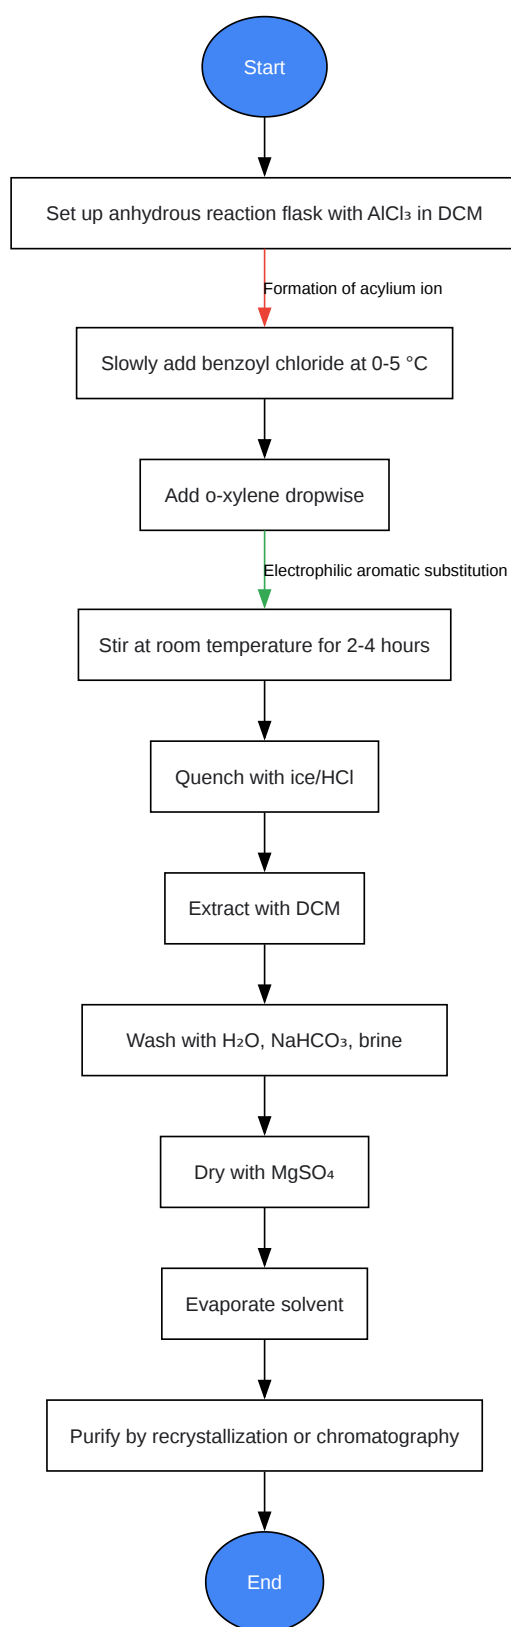 Start
Set up anhydrous reaction flask with AlCl₃ in DCM
Formation of acylium ion
Slowly add benzoyl chloride at 0-5 °C
Add o-xylene dropwise
Electrophilic aromatic substitution
Stir at room temperature for 2-4 hours
Quench with ice/HCl
Extract with DCM
Wash with H₂O, NaHCO₃, brine
Dry with MgSO₄
Evaporate solvent
Purify by recrystallization or chromatography
End